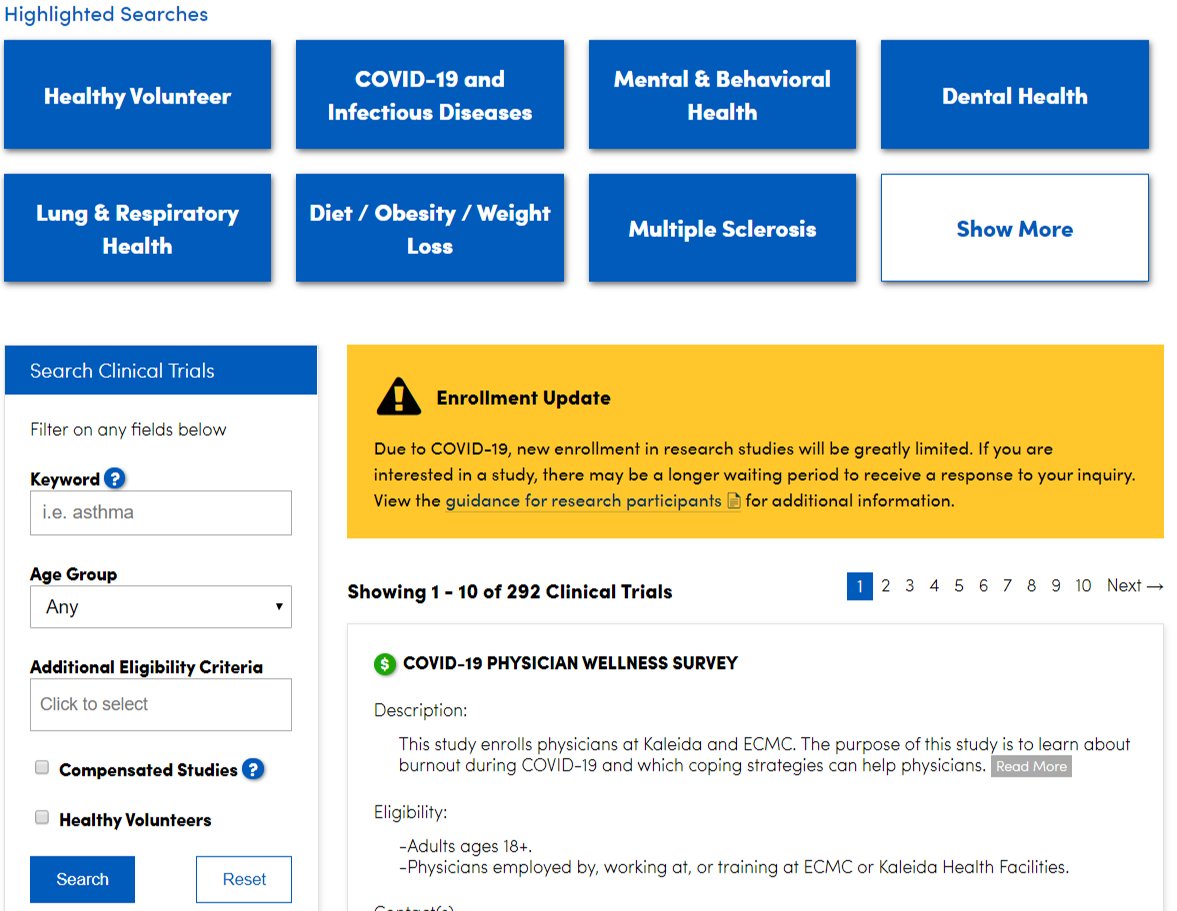 Highlighted Searches
Healthy Volunteer
COVID-19 and
Infectious Diseases
Mental & Behavioral
Health
Dental Health
Lung & Respiratory
Health
Diet / Obesity / Weight
Loss
Multiple Sclerosis
Show More
Search Clinical Trials
Filter on any fields below
Keyword ?
i.e. asthma
Age Group
Any
Additional Eligibility Criteria
Click to select
Compensated Studies ?
Healthy Volunteers
Search
Reset
Enrollment Update
Due to COVID-19, new enrollment in research studies will be greatly limited. If you are
interested in a study, there may be a longer waiting period to receive a response to your inquiry.
View the guidance for research participants for additional information.
Showing 1 - 10 of 292 Clinical Trials
1 2 3 4 5 6 7 8 9 10 Next →
$ COVID-19 PHYSICIAN WELLNESS SURVEY
Description:
This study enrolls physicians at Kaleida and ECMC. The purpose of this study is to learn about
burnout during COVID-19 and which coping strategies can help physicians. Read More
Eligibility:
-Adults ages 18+.
-Physicians employed by, working at, or training at ECMC or Kaleida Health Facilities.
Contact(s)